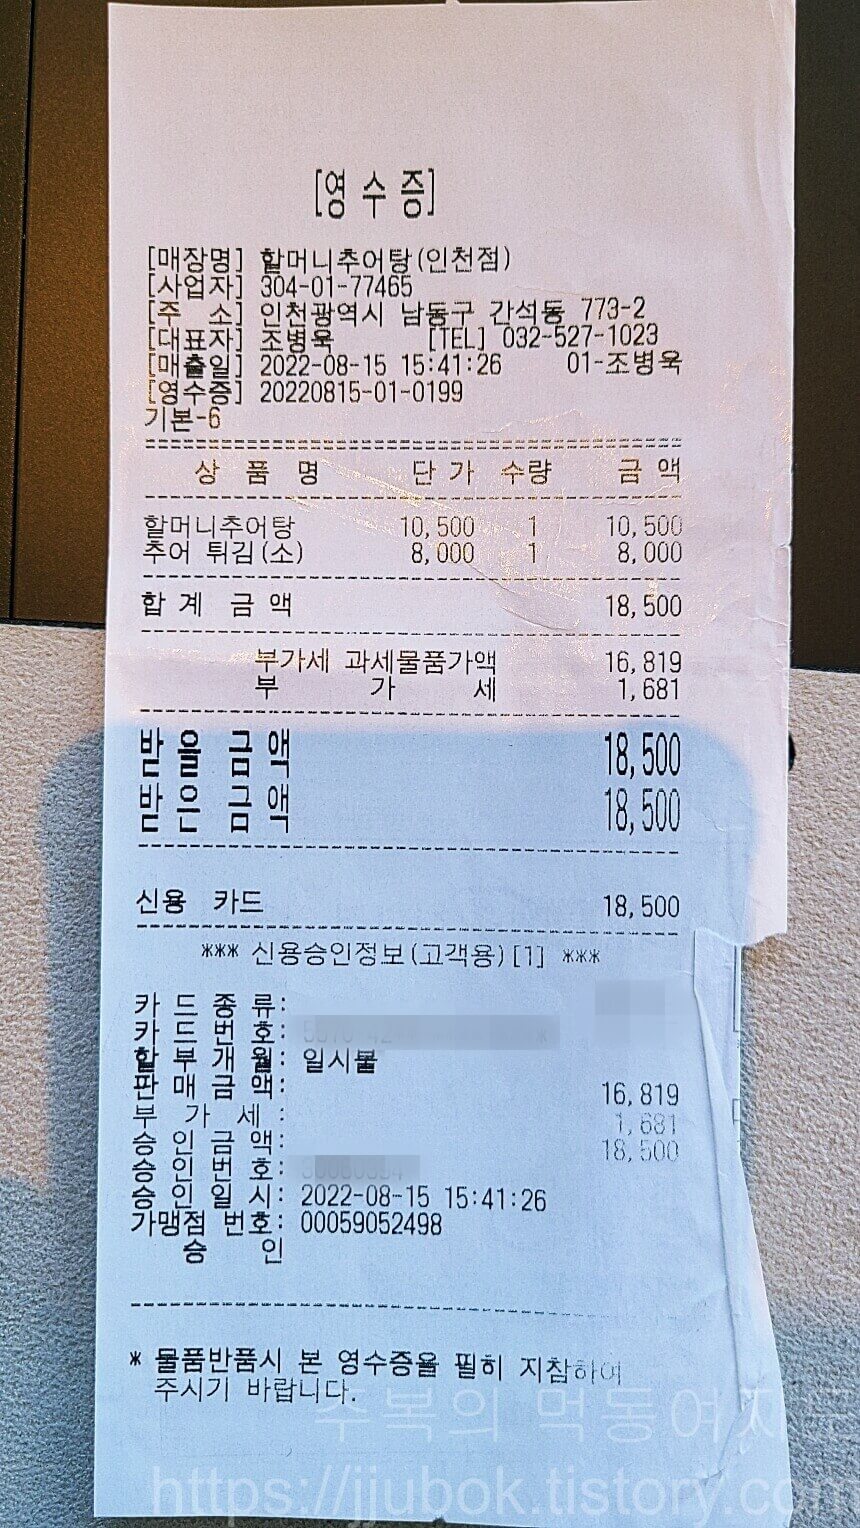 [영 수 증]
[매장명] 할머니추어탕(인천점)
[사업자] 304-01-77465
[주 소] 인천광역시 남동구 간석동 773-2
[대표자] 조병욱 [TEL] 032-527-1023
[매출일] 2022-08-15 15:41:26 01-조병욱
[영수증] 20220815-01-0199
기본-6
상 품 명 단 가 수량 금 액
할머니추어탕 10,500 1 10,500
추어 튀김(소) 8,000 1 8,000
합 계 금 액 18,500
부가세 과세물품가액 16,819
부 가 세 1,681
받 을 금 액 18,500
받 은 금 액 18,500
신용 카드 18,500
*** 신용승인정보(고객용)[1] ***
카 드 종 류:
카 드 번 호:
할 부 개 월: 일시불
판 매 금 액: 16,819
부 가 세 : 1,681
승 인 금 액: 18,500
승 인 번 호:
승 인 일 시: 2022-08-15 15:41:26
가맹점 번호: 00059052498
승 인
* 물품반품시 본 영수증을 필히 지참하여
주시기 바랍니다.
주복의 먹동여지도
https://jjubok.tistory.com